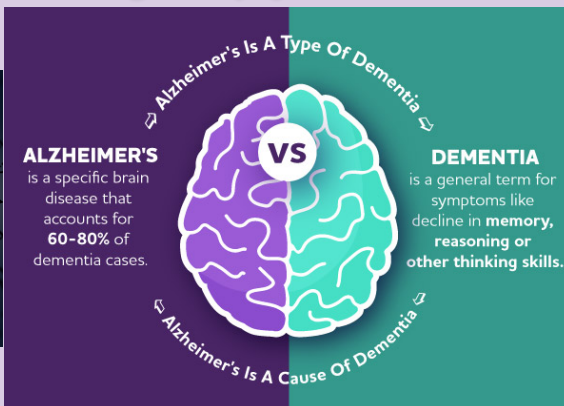 Alzheimer's Is A Type Of Dementia
VS
ALZHEIMER'S
is a specific brain
disease that
accounts for
60-80% of
dementia cases.
DEMENTIA
is a general term for
symptoms like
decline in memory,
reasoning or
other thinking skills.
Alzheimer's Is A Cause Of Dementia